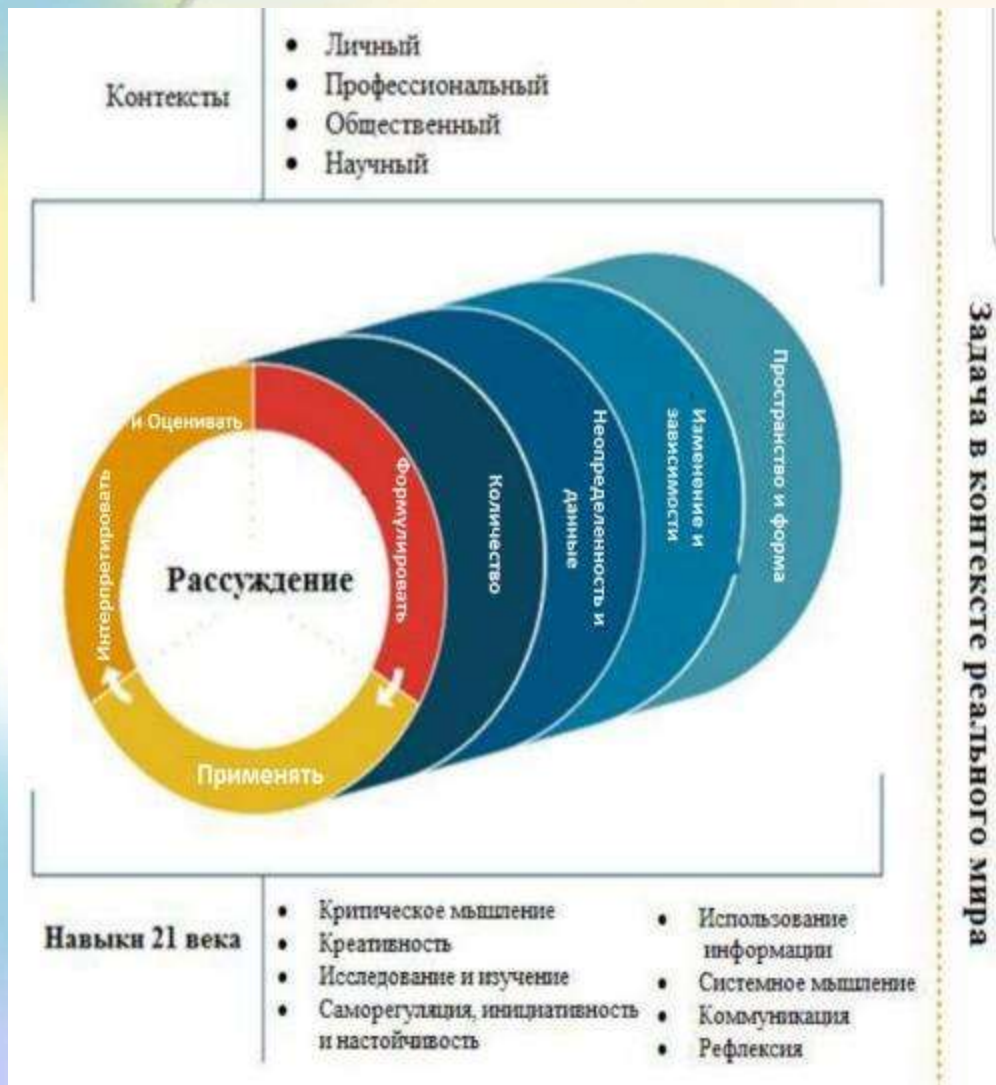 Контексты
• Личный
• Профессиональный
• Общественный
• Научный
Интерпретировать
и Оценивать
Формулировать
Применять
Рассуждение
Количество
Неопределенность и
данные
Изменение и
зависимости
Пространство и форма
Навыки 21 века
• Критическое мышление
• Креативность
• Исследование и изучение
• Саморегуляция, инициативность
и настойчивость
• Использование
информации
• Системное мышление
• Коммуникация
• Рефлексия
Задача в контексте реального мира